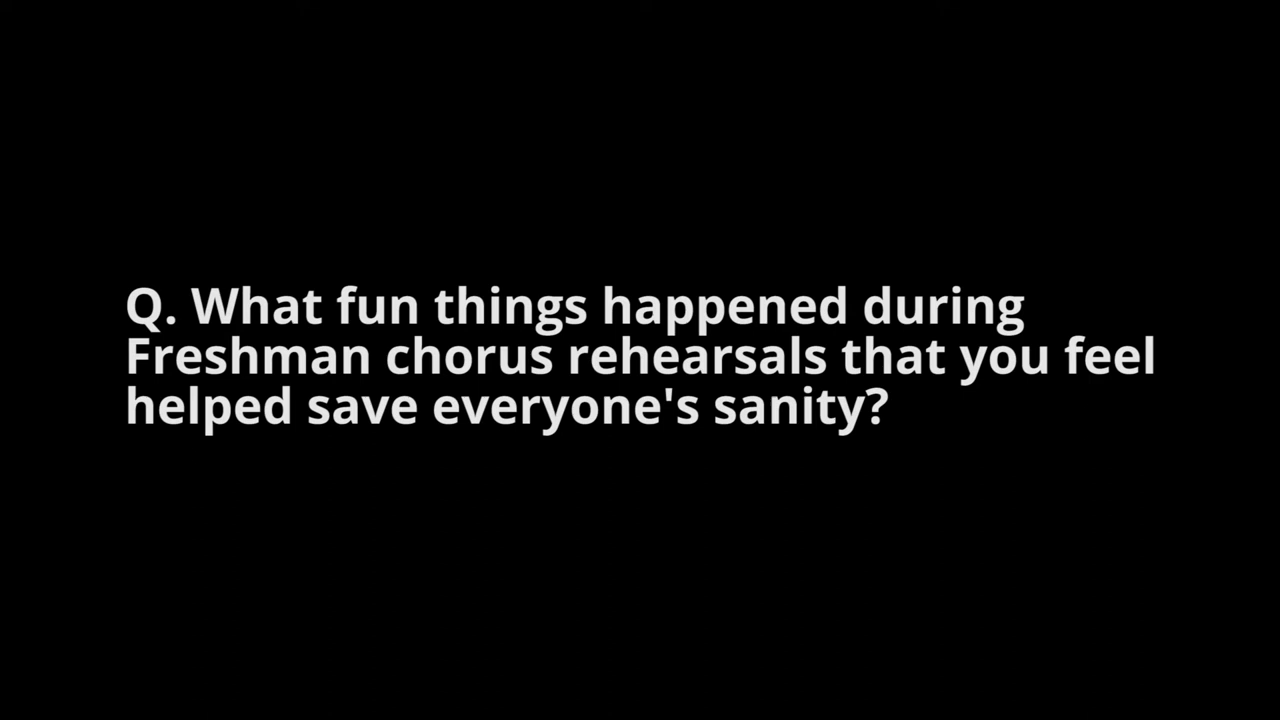 Q. What fun things happened during
Freshman chorus rehearsals that you feel
helped save everyone's sanity?